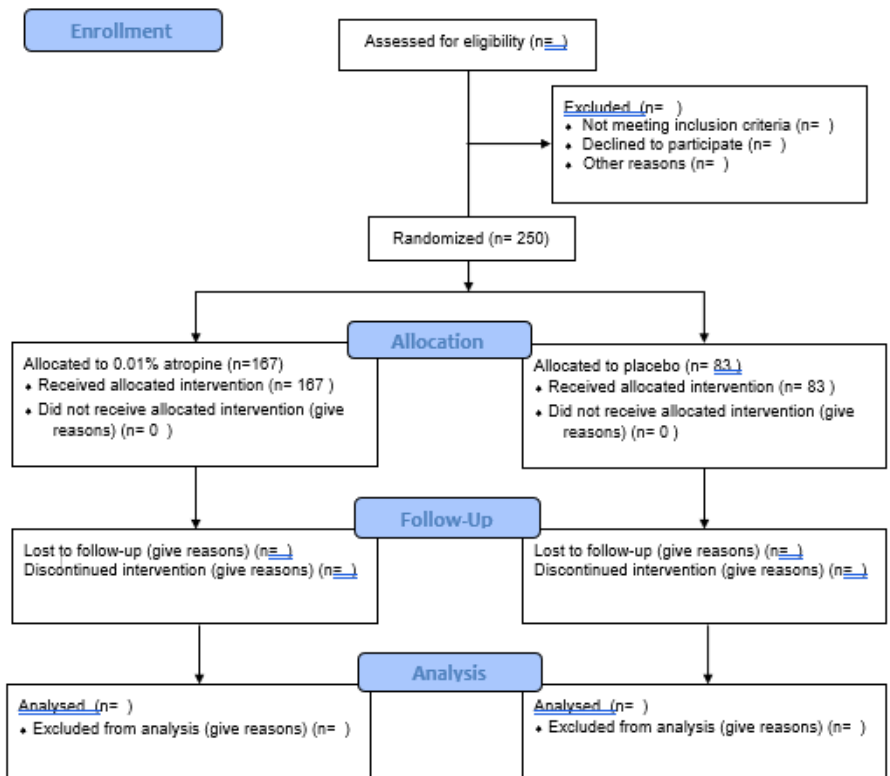 Enrollment
Assessed for eligibility (n= )
Excluded (n= )
⬥ Not meeting inclusion criteria (n= )
⬥ Declined to participate (n= )
⬥ Other reasons (n= )
Randomized (n= 250)
Allocation
Allocated to 0.01% atropine (n=167)
⬥ Received allocated intervention (n= 167 )
⬥ Did not receive allocated intervention (give
reasons) (n= 0 )
Allocated to placebo (n= 83 )
⬥ Received allocated intervention (n= 83 )
⬥ Did not receive allocated intervention (give
reasons) (n= 0 )
Follow-Up
Lost to follow-up (give reasons) (n= )
Discontinued intervention (give reasons) (n= )
Lost to follow-up (give reasons) (n= )
Discontinued intervention (give reasons) (n= )
Analysis
Analysed (n= )
⬥ Excluded from analysis (give reasons) (n= )
Analysed (n= )
⬥ Excluded from analysis (give reasons) (n= )